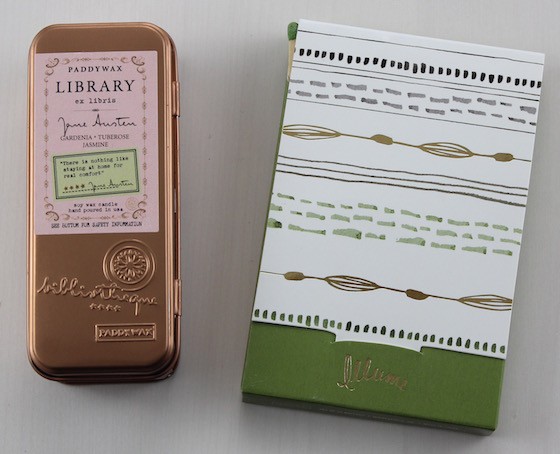 PADDYWAX
LIBRARY
ex libris
Jane Austen
GARDENIA • TUBEROSE
JASMINE
"There is nothing like
staying at home for
real comfort"
Jane Austen
soy wax candle
hand poured in usa
SEE BOTTOM FOR SAFETY INFORMATION
bibliothèque
PADDYWAX
Illume